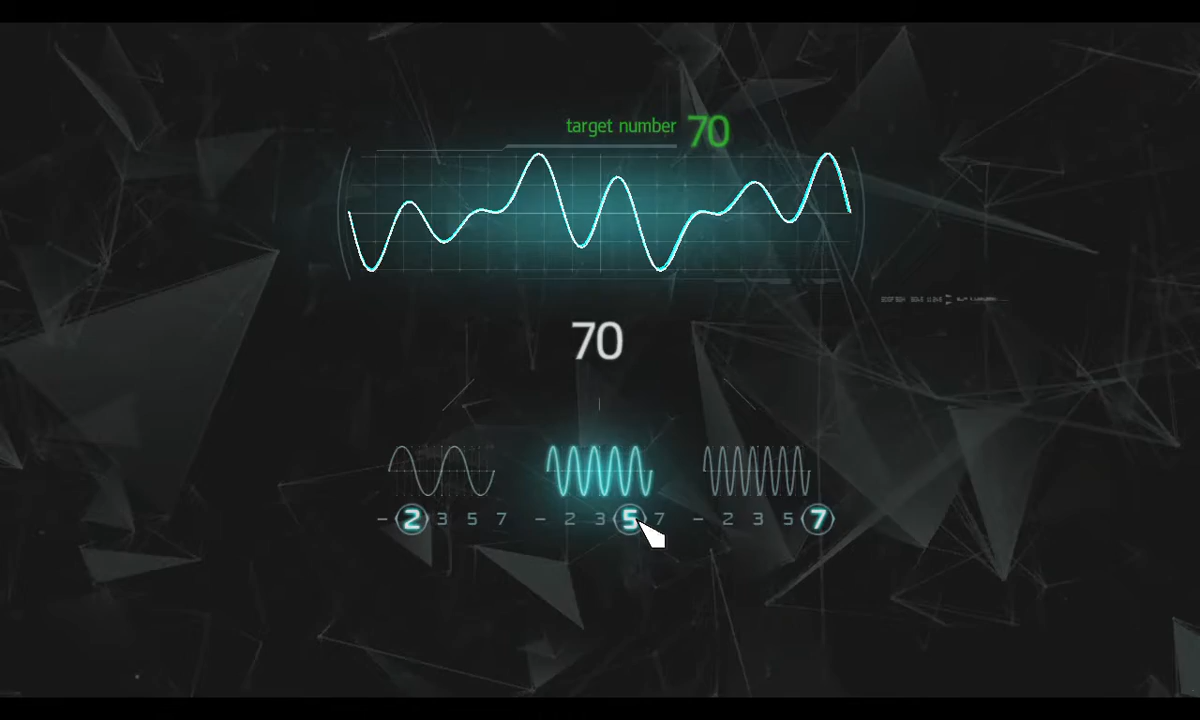 target number 70
70
– 2 3 5 7 – 2 3 5 7 – 2 3 5 7